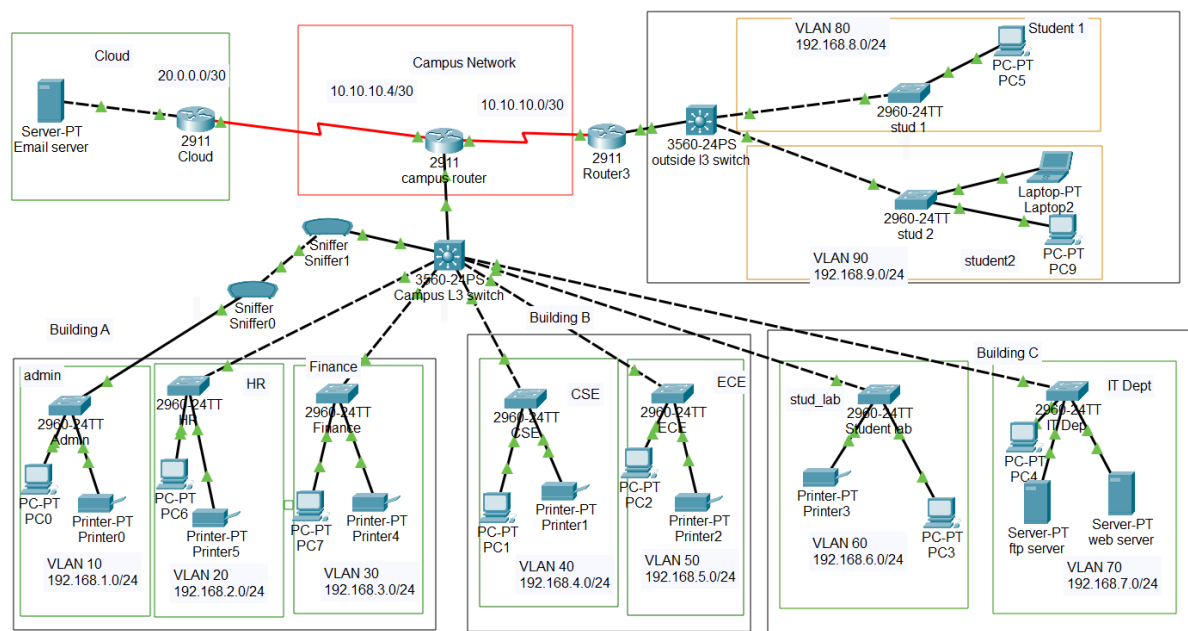 Cloud
20.0.0.0/30
Server-PT
Email server
2911
Cloud
Campus Network
10.10.10.4/30
10.10.10.0/30
2911
campus router
2911
Router3
VLAN 80
192.168.8.0/24
Student 1
PC-PT
PC5
2960-24TT
stud 1
3560-24PS
outside l3 switch
Laptop-PT
Laptop2
2960-24TT
stud 2
PC-PT
PC9
VLAN 90
192.168.9.0/24
student2
Sniffer
Sniffer1
Sniffer
Sniffer0
3560-24PS
Campus L3 switch
Building A
admin
2960-24TT
Admin
PC-PT
PC0
Printer-PT
Printer0
VLAN 10
192.168.1.0/24
HR
2960-24TT
HR
PC-PT
PC6
Printer-PT
Printer5
VLAN 20
192.168.2.0/24
Finance
2960-24TT
Finance
PC-PT
PC7
Printer-PT
Printer4
VLAN 30
192.168.3.0/24
Building B
CSE
2960-24TT
CSE
PC-PT
PC1
Printer-PT
Printer1
VLAN 40
192.168.4.0/24
ECE
2960-24TT
ECE
PC-PT
PC2
Printer-PT
Printer2
VLAN 50
192.168.5.0/24
Building C
stud_lab
2960-24TT
Student lab
Printer-PT
Printer3
PC-PT
PC3
VLAN 60
192.168.6.0/24
IT Dept
2960-24TT
IT Dep
PC-PT
PC4
Server-PT
ftp server
Server-PT
web server
VLAN 70
192.168.7.0/24